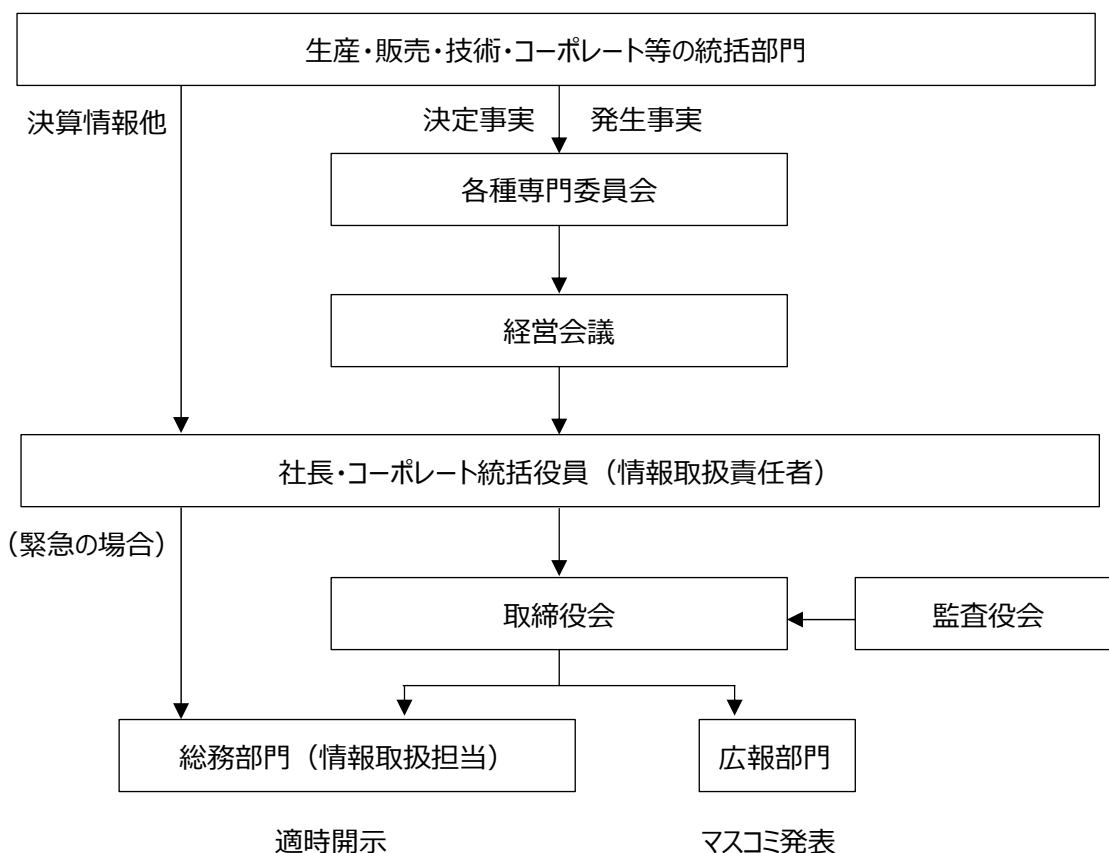 生産・販売・技術・コーポレート等の統括部門
決算情報他
決定事実
発生事実
各種専門委員会
経営会議
社長・コーポレート統括役員（情報取扱責任者）
（緊急の場合）
取締役会
監査役会
総務部門（情報取扱担当）
広報部門
適時開示
マスコミ発表